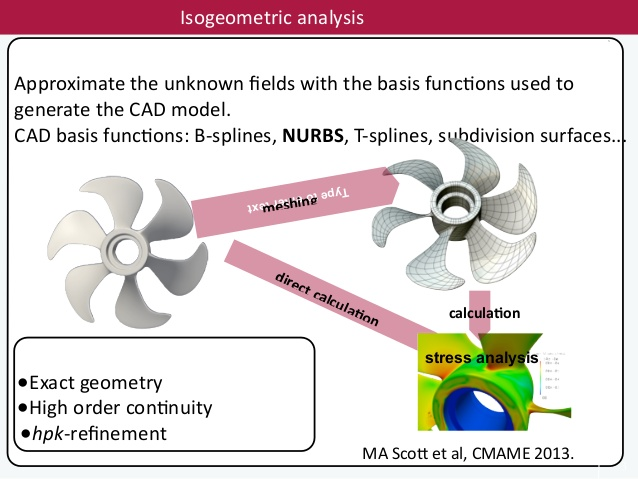 Isogeometric analysis
Approximate the unknown fields with the basis functions used to
generate the CAD model.
CAD basis functions: B-splines, NURBS, T-splines, subdivision surfaces...
Type to text
meshing
direct calculation
calculation
stress analysis
●Exact geometry
●High order continuity
●hpk-refinement
MA Scott et al, CMAME 2013.